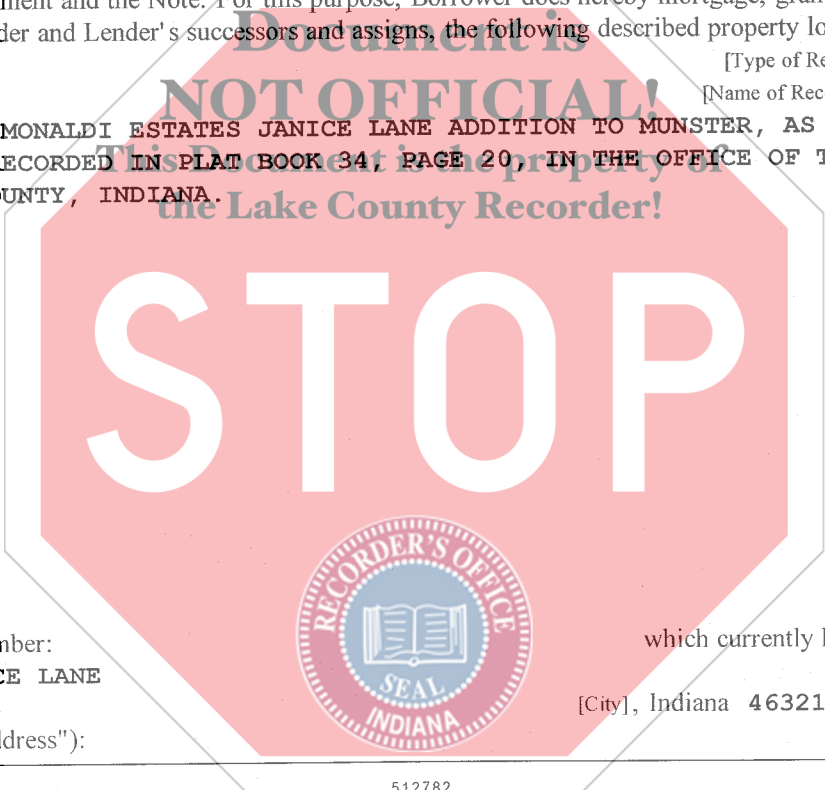 ment and the Note. For this purpose, Borrower does hereby mortgage, gran
der and Lender's successors and assigns, the following described property lo
Document is
[Type of Re
NOT OFFICIAL!
[Name of Rec
MONALDI ESTATES JANICE LANE ADDITION TO MUNSTER, AS
ECORDED IN PLAT BOOK 34, PAGE 20, IN THE OFFICE OF T
This Document is the property of
UNTY, INDIANA.
the Lake County Recorder!
STOP
RECORDER'S OFFICE
SEAL
INDIANA
mber:
which currently h
CE LANE
[City], Indiana 46321
ddress"):
512782